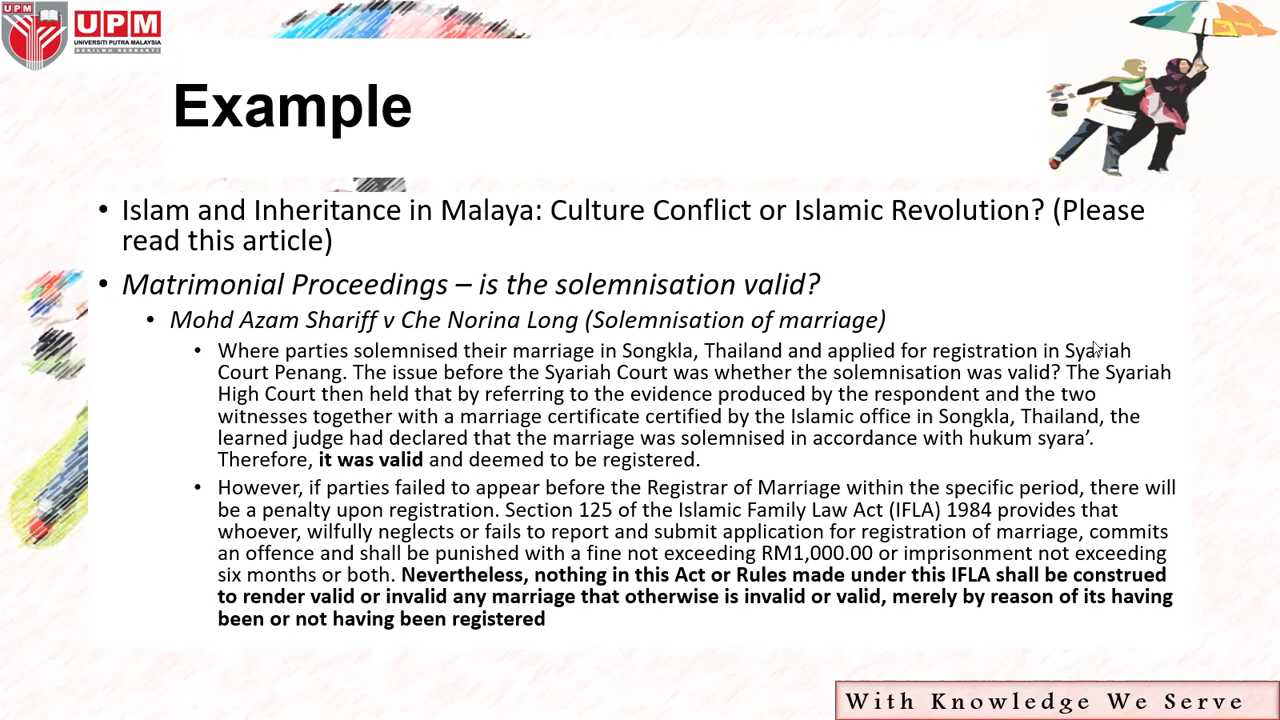 UPM
UPM
UNIVERSITI PUTRA MALAYSIA
BERILMU BERBAKTI
Example
• Islam and Inheritance in Malaya: Culture Conflict or Islamic Revolution? (Please
read this article)
• Matrimonial Proceedings – is the solemnisation valid?
• Mohd Azam Shariff v Che Norina Long (Solemnisation of marriage)
• Where parties solemnised their marriage in Songkla, Thailand and applied for registration in Syariah
Court Penang. The issue before the Syariah Court was whether the solemnisation was valid? The Syariah
High Court then held that by referring to the evidence produced by the respondent and the two
witnesses together with a marriage certificate certified by the Islamic office in Songkla, Thailand, the
learned judge had declared that the marriage was solemnised in accordance with hukum syara’.
Therefore, it was valid and deemed to be registered.
• However, if parties failed to appear before the Registrar of Marriage within the specific period, there will
be a penalty upon registration. Section 125 of the Islamic Family Law Act (IFLA) 1984 provides that
whoever, wilfully neglects or fails to report and submit application for registration of marriage, commits
an offence and shall be punished with a fine not exceeding RM1,000.00 or imprisonment not exceeding
six months or both. Nevertheless, nothing in this Act or Rules made under this IFLA shall be construed
to render valid or invalid any marriage that otherwise is invalid or valid, merely by reason of its having
been or not having been registered
With Knowledge We Serve